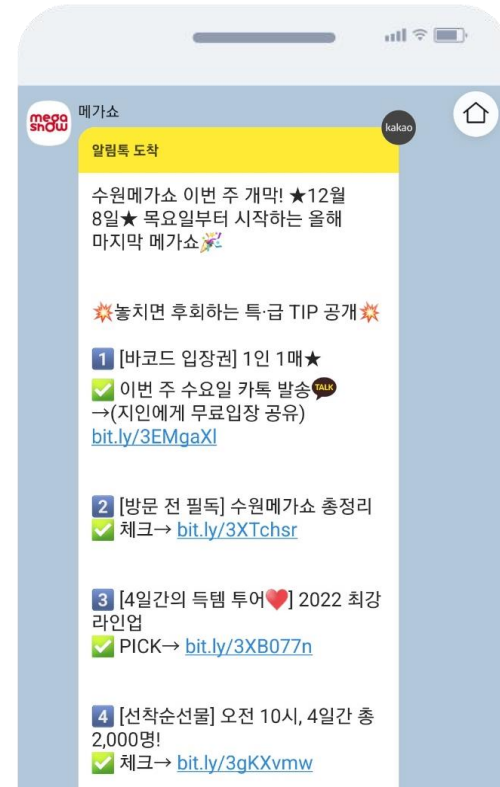 mega
show
메가쇼
kakao
알림톡 도착
수원메가쇼 이번 주 개막! ★12월
8일★ 목요일부터 시작하는 올해
마지막 메가쇼🎉
💥놓치면 후회하는 특·급 TIP 공개💥
1️⃣ [바코드 입장권] 1인 1매★
✅ 이번 주 수요일 카톡 발송TALK
→(지인에게 무료입장 공유)
bit.ly/3EMgaXl
2️⃣ [방문 전 필독] 수원메가쇼 총정리
✅ 체크→ bit.ly/3XTchsr
3️⃣ [4일간의 득템 투어❤️] 2022 최강
라인업
✅ PICK→ bit.ly/3XB077n
4️⃣ [선착순선물] 오전 10시, 4일간 총
2,000명!
✅ 체크→ bit.ly/3gKXvmw